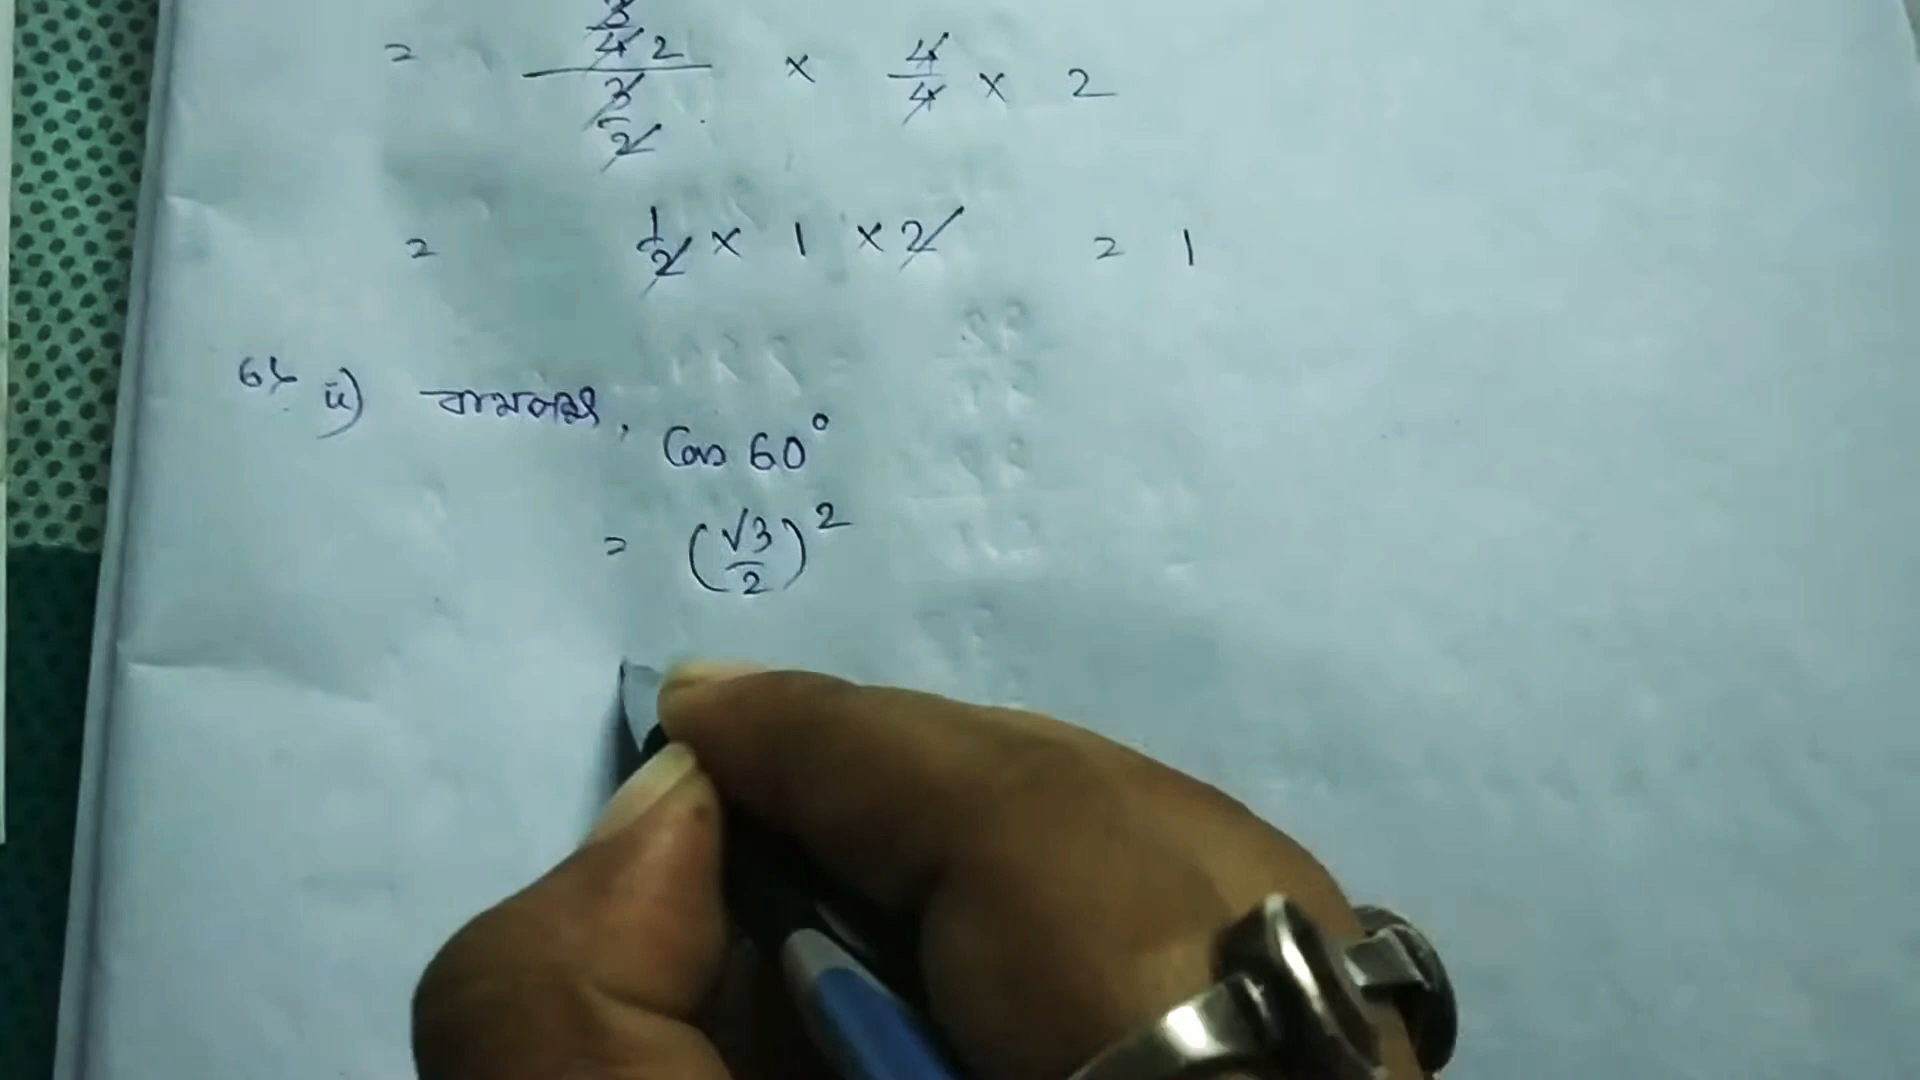 = 3/4 2 / 3/2 × 4/4 × 2
= 1/2 × 1 × 2 = 1
ii) বামপক্ষ, Cos 60°
= (√3/2)²